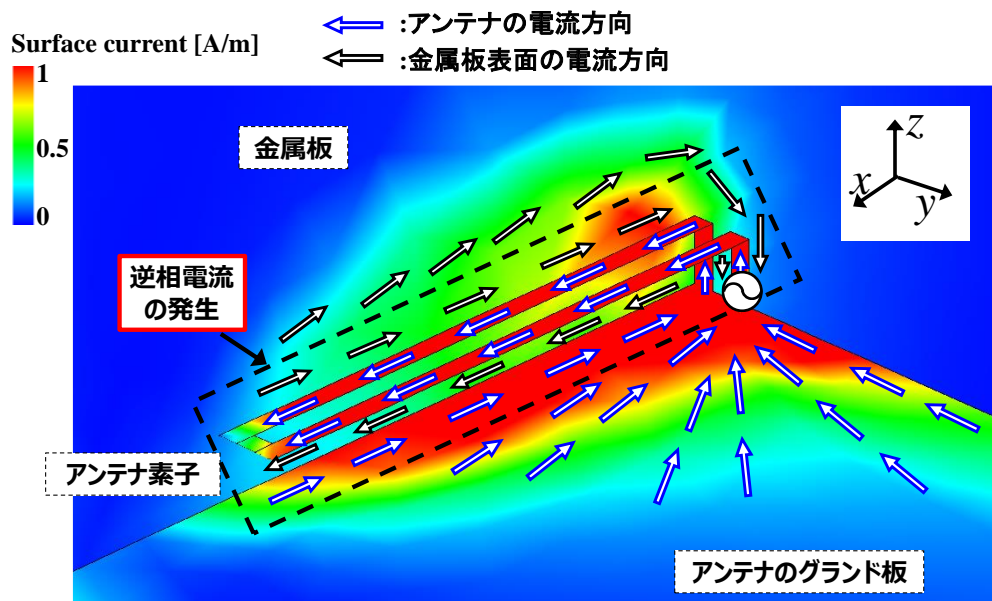 :アンテナの電流方向
:金属板表面の電流方向
Surface current [A/m]
1
0.5
0
金属板
z
x
y
逆相電流
の発生
アンテナ素子
アンテナのグランド板